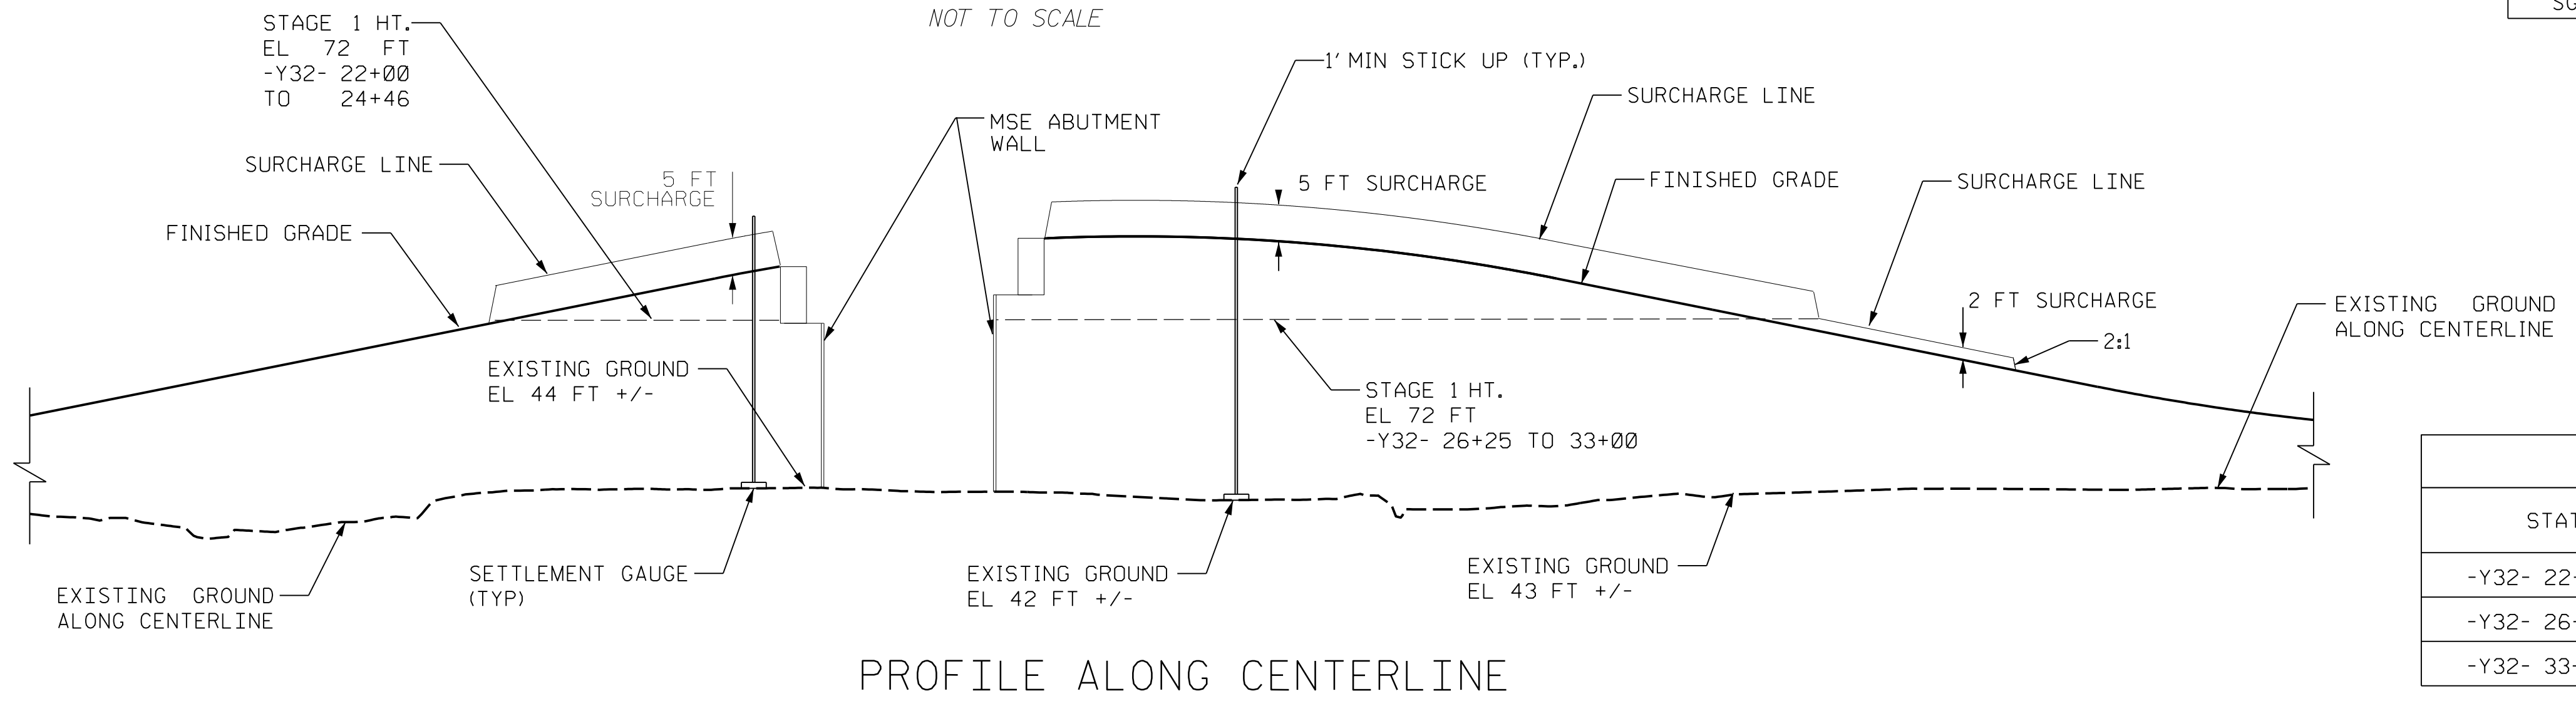 NOT TO SCALE
SG
STAGE 1 HT.
EL 72 FT
-Y32- 22+00
TO 24+46
1' MIN STICK UP (TYP.)
SURCHARGE LINE
MSE ABUTMENT
WALL
SURCHARGE LINE
5 FT
SURCHARGE
5 FT SURCHARGE
FINISHED GRADE
SURCHARGE LINE
FINISHED GRADE
2 FT SURCHARGE
EXISTING GROUND
ALONG CENTERLINE
2:1
EXISTING GROUND
EL 44 FT +/-
STAGE 1 HT.
EL 72 FT
-Y32- 26+25 TO 33+00
SETTLEMENT GAUGE
(TYP)
EXISTING GROUND
EL 42 FT +/-
EXISTING GROUND
EL 43 FT +/-
EXISTING GROUND
ALONG CENTERLINE
STAT
-Y32- 22+
-Y32- 26+
-Y32- 33+
PROFILE ALONG CENTERLINE